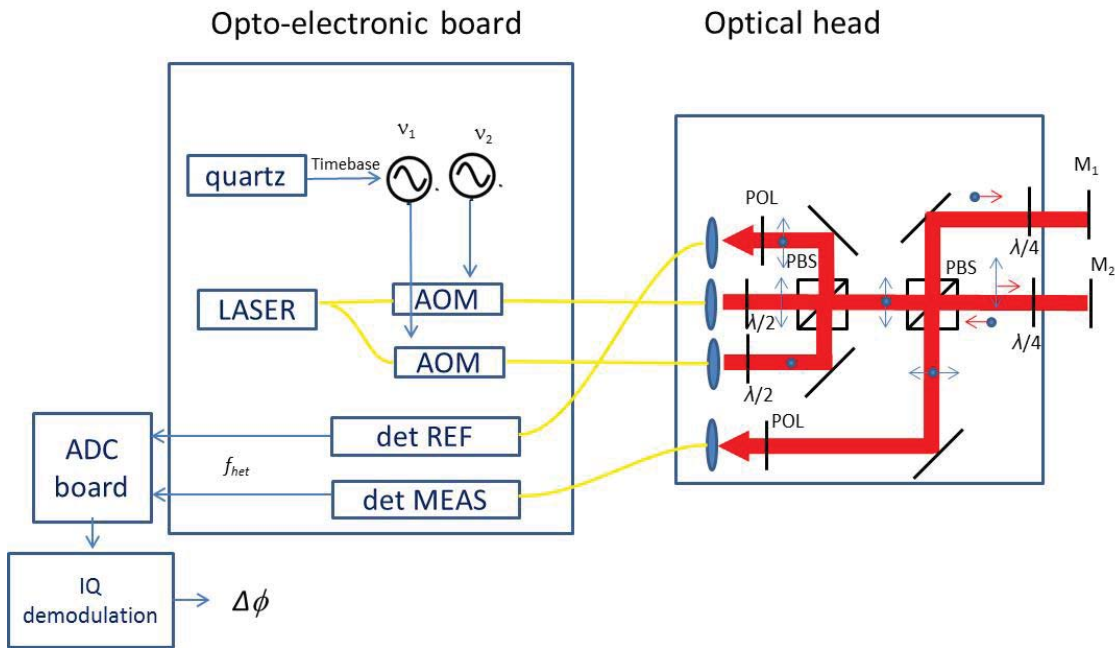 Opto-electronic board
Optical head
ν1
ν2
quartz
Timebase
LASER
AOM
AOM
det REF
det MEAS
ADC
board
fhet
IQ
demodulation
Δϕ
POL
PBS
λ/2
λ/2
POL
PBS
M1
λ/4
M2
λ/4